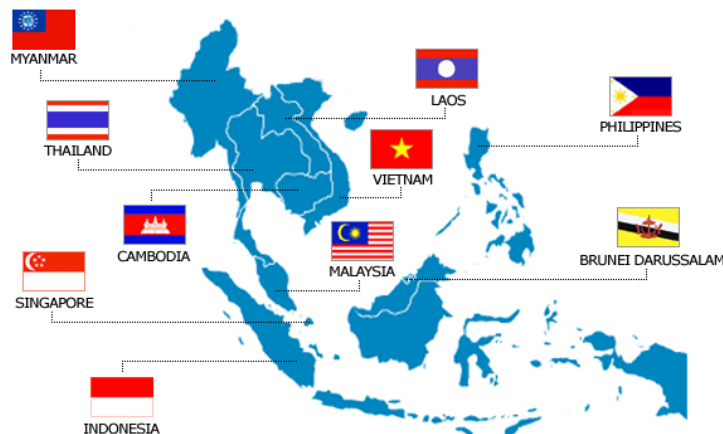 MYANMAR
LAOS
PHILIPPINES
THAILAND
VIETNAM
CAMBODIA
BRUNEI DARUSSALAM
MALAYSIA
SINGAPORE
INDONESIA